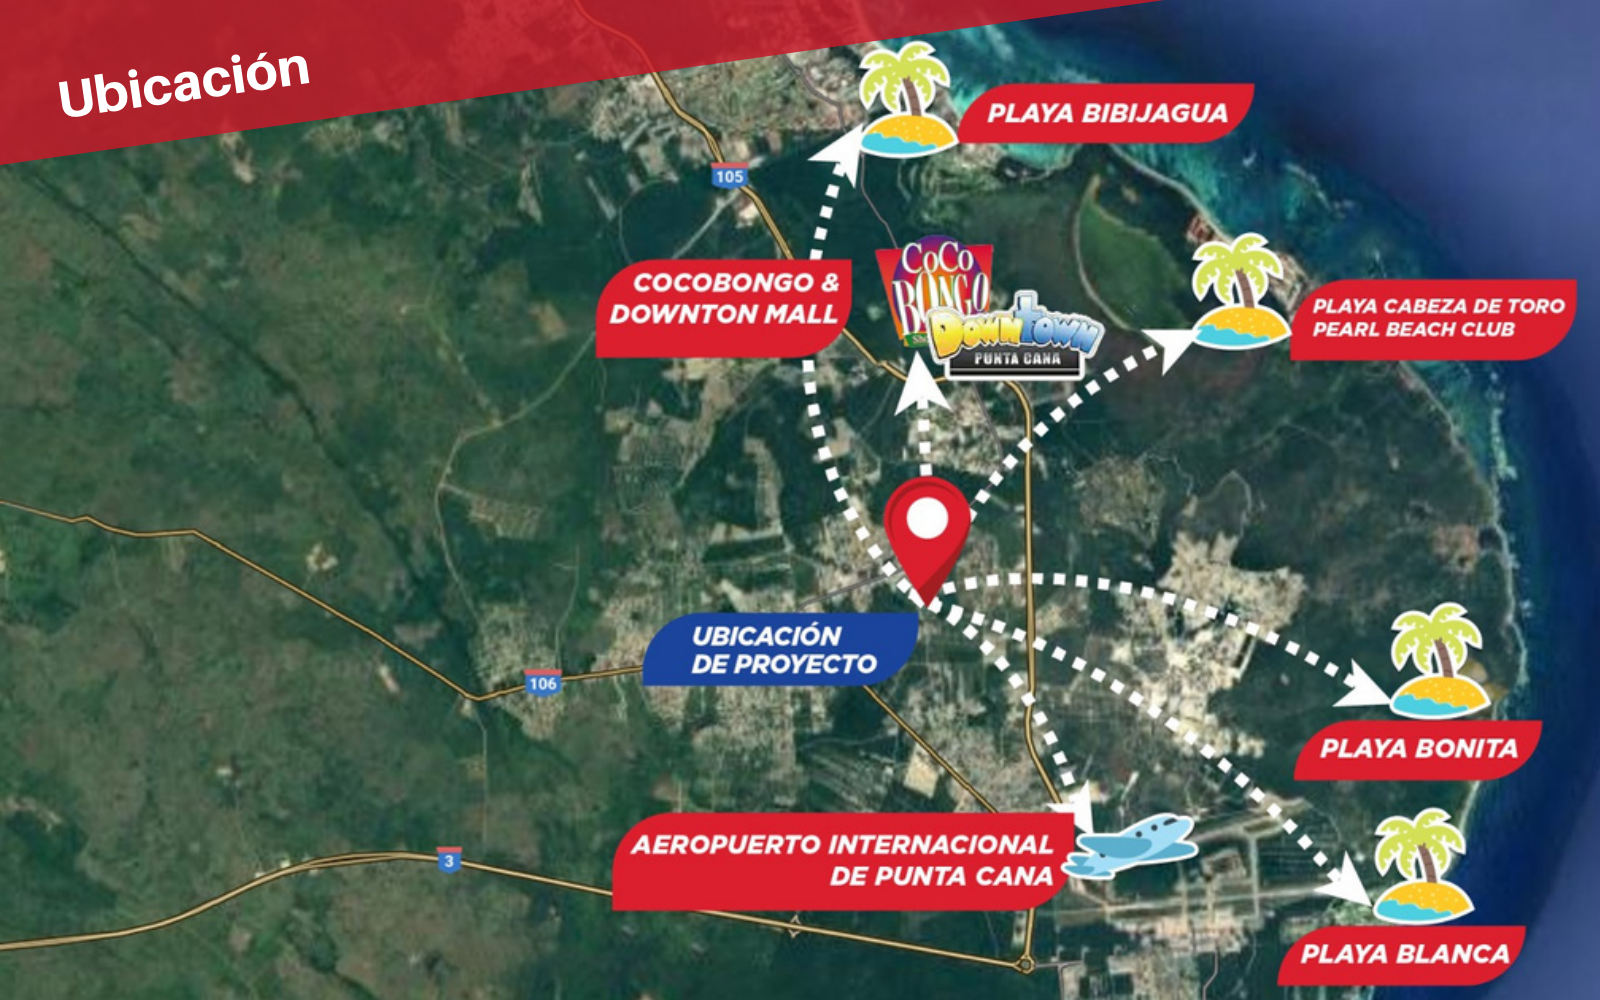 Ubicación
PLAYA BIBIJAGUA
105
COCOBONGO &
DOWNTON MALL
COCO
BONGO
DOWNTOWN
PUNTA CANA
PLAYA CABEZA DE TORO
PEARL BEACH CLUB
UBICACIÓN
DE PROYECTO
106
PLAYA BONITA
AEROPUERTO INTERNACIONAL
DE PUNTA CANA
3
PLAYA BLANCA